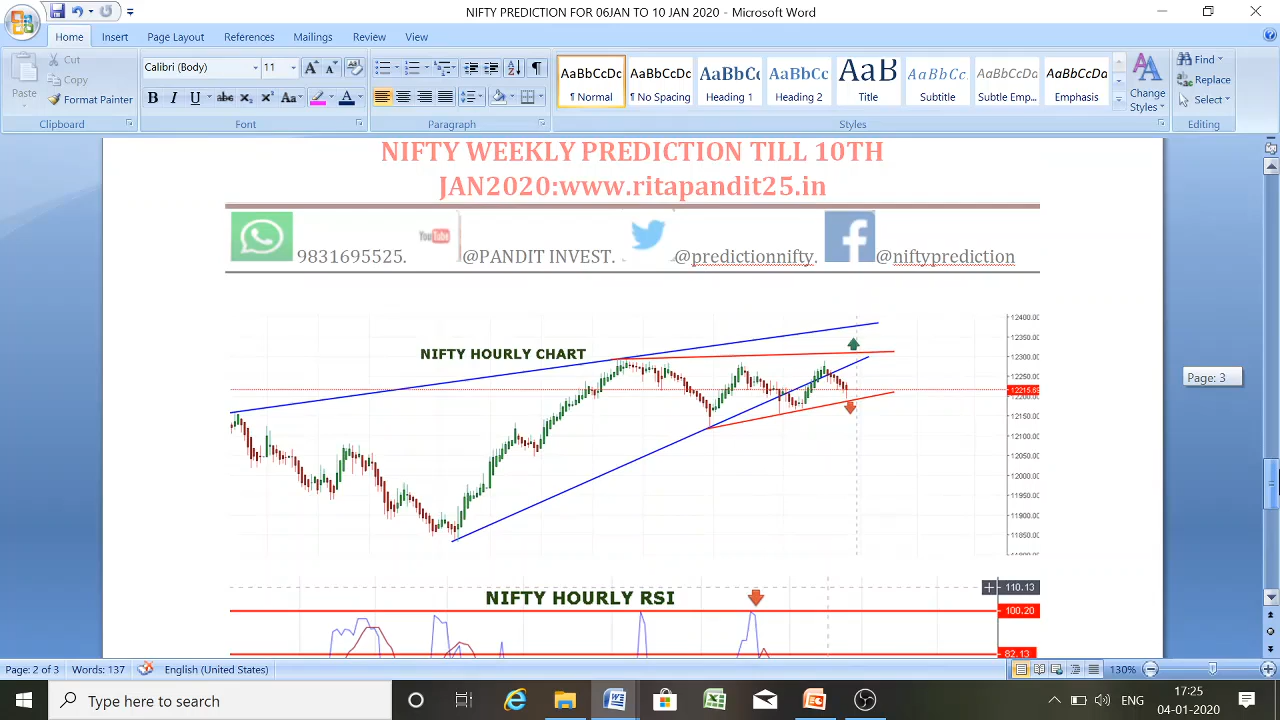 NIFTY PREDICTION FOR 06JAN TO 10 JAN 2020 - Microsoft Word
Home Insert Page Layout References Mailings Review View
Paste
Cut
Copy
Format Painter
Clipboard
Calibri (Body) 11
B I U abc x₂ x² Aa A
Font
Paragraph
AaBbCcDc AaBbCcDc AaBbCc AaBbCc AaB AaBbCc. AaBbCcDa AaBbCcDa
¶ Normal ¶ No Spacing Heading 1 Heading 2 Title Subtitle Subtle Emp... Emphasis
Change
Styles
Styles
Find
Replace
Select
Editing
NIFTY WEEKLY PREDICTION TILL 10TH
JAN2020:www.ritapandit25.in
9831695525. YouTube @PANDIT INVEST. @predictionnifty. @niftyprediction
NIFTY HOURLY CHART
12400.00
12350.00
12300.00
12250.00
12215.65
12200.00
12150.00
12100.00
12050.00
12000.00
11950.00
11900.00
11850.00
Page: 3
NIFTY HOURLY RSI
110.13
100.20
82.13
Page: 2 of 3 Words: 137 English (United States) 130%
Type here to search
ENG
17:25
04-01-2020